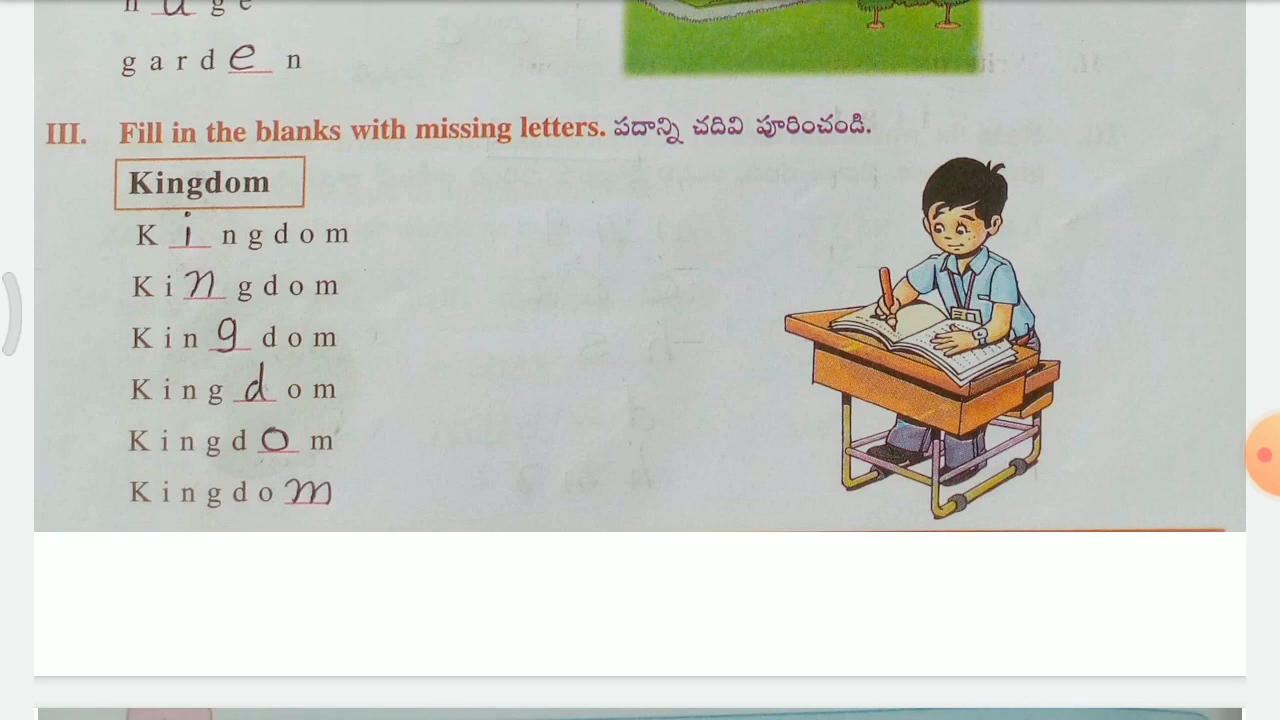 u g e
g a r d e n
III. Fill in the blanks with missing letters. పదాన్ని చదివి పూరించండి.
Kingdom
K i n g d o m
K i n g d o m
K i n g d o m
K i n g d o m
K i n g d o m
K i n g d o m